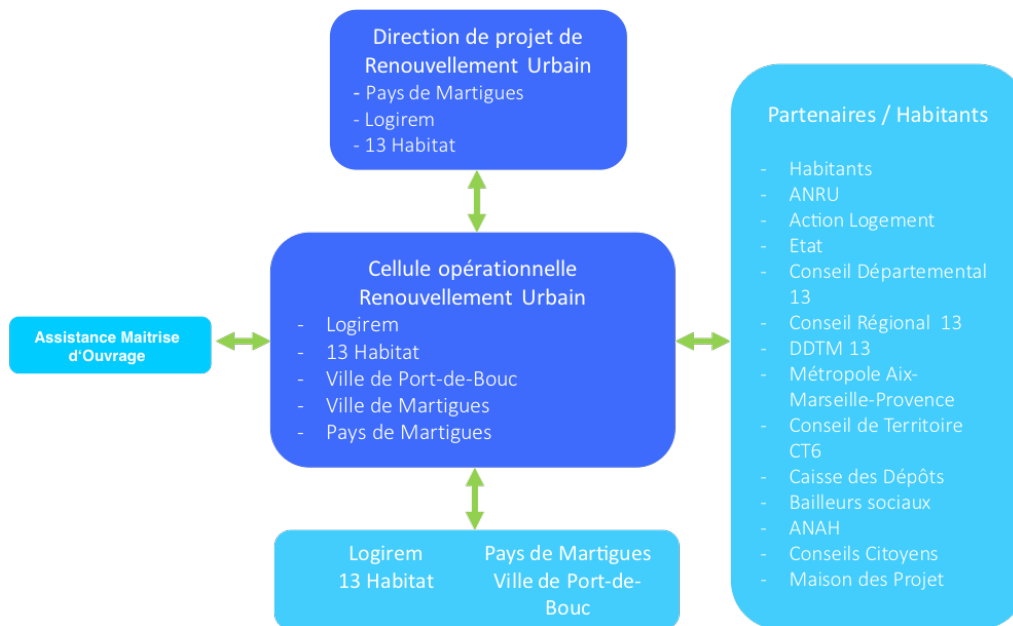 Direction de projet de
Renouvellement Urbain
- Pays de Martigues
- Logirem
- 13 Habitat
Cellule opérationnelle
Renouvellement Urbain
- Logirem
- 13 Habitat
- Ville de Port-de-Bouc
- Ville de Martigues
- Pays de Martigues
Assistance Maitrise
d'Ouvrage
Logirem
13 Habitat
Pays de Martigues
Ville de Port-de-
Bouc
Partenaires / Habitants
- Habitants
- ANRU
- Action Logement
- Etat
- Conseil Départemental
13
- Conseil Régional 13
- DDTM 13
- Métropole Aix-
Marseille-Provence
- Conseil de Territoire
CT6
- Caisse des Dépôts
- Bailleurs sociaux
- ANAH
- Conseils Citoyens
- Maison des Projet